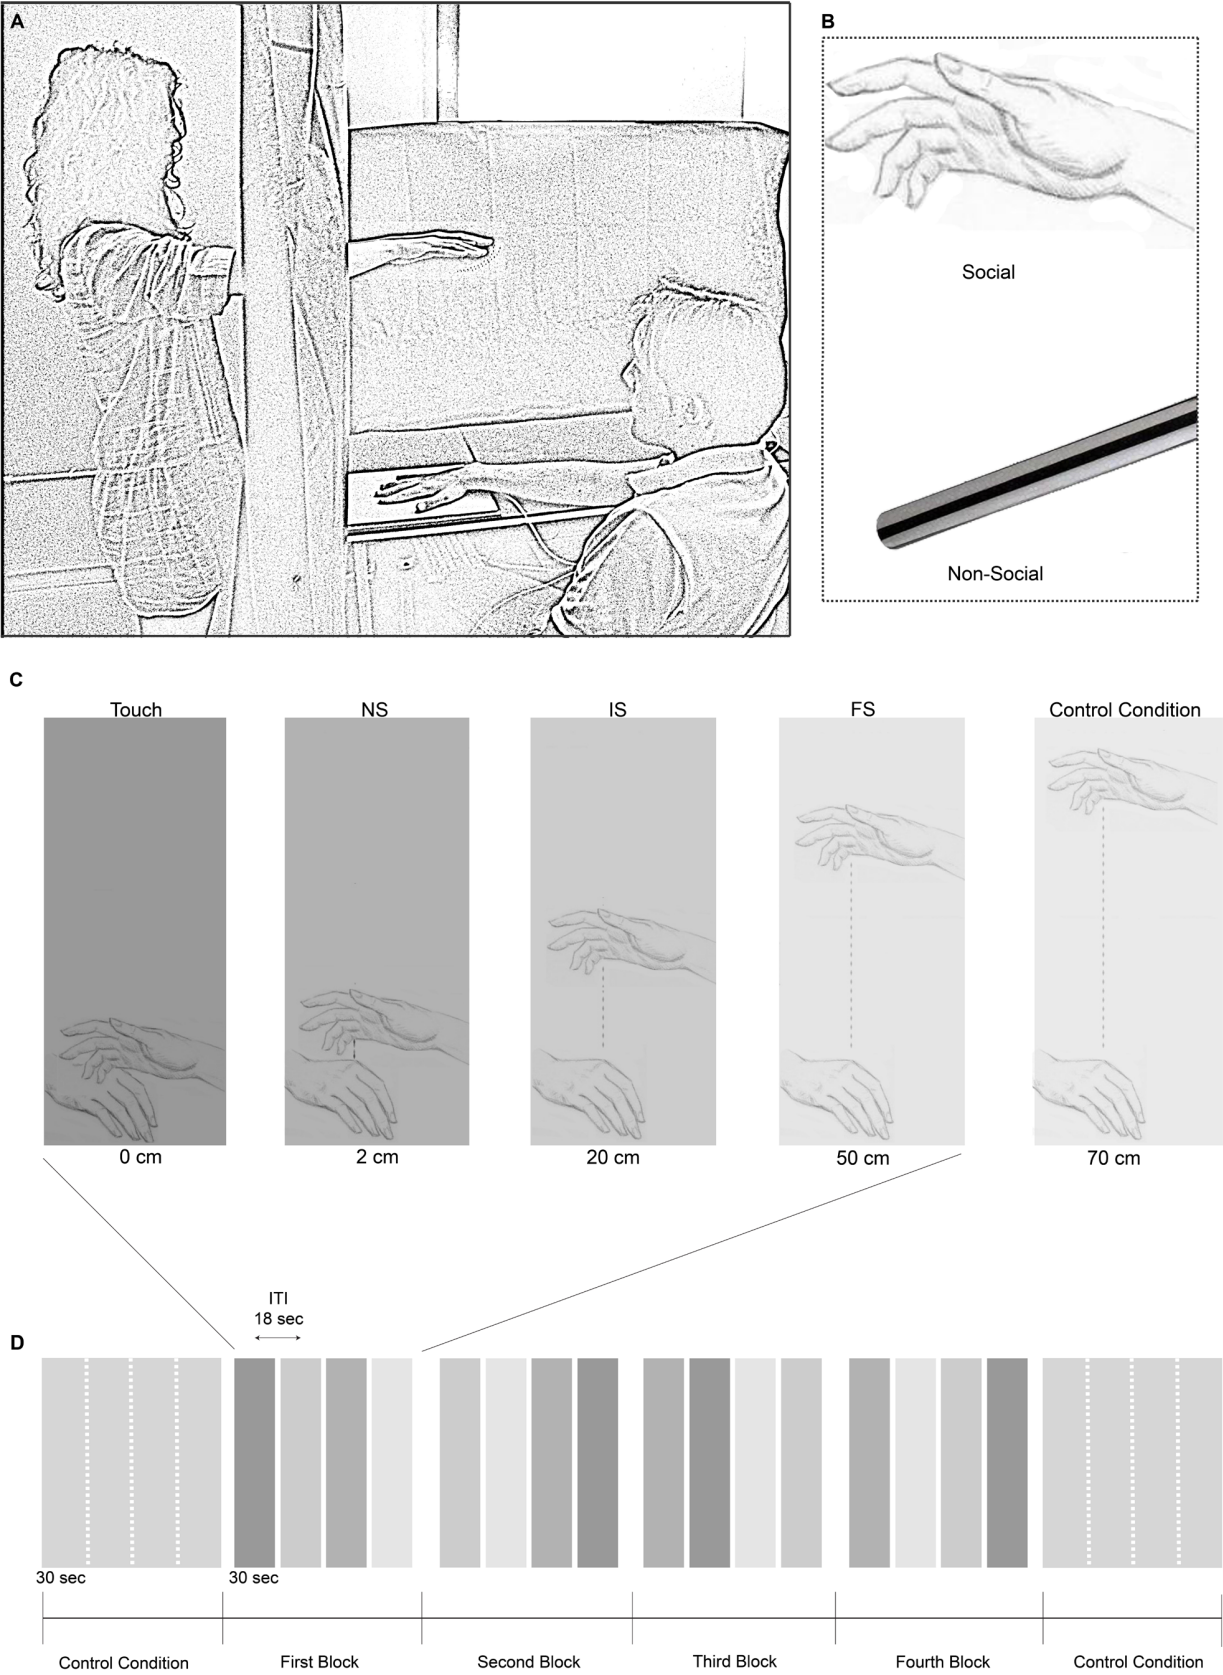 A
B
Social
Non-Social
C
Touch
NS
IS
FS
Control Condition
0 cm
2 cm
20 cm
50 cm
70 cm
ITI
18 sec
D
30 sec
30 sec
Control Condition
First Block
Second Block
Third Block
Fourth Block
Control Condition